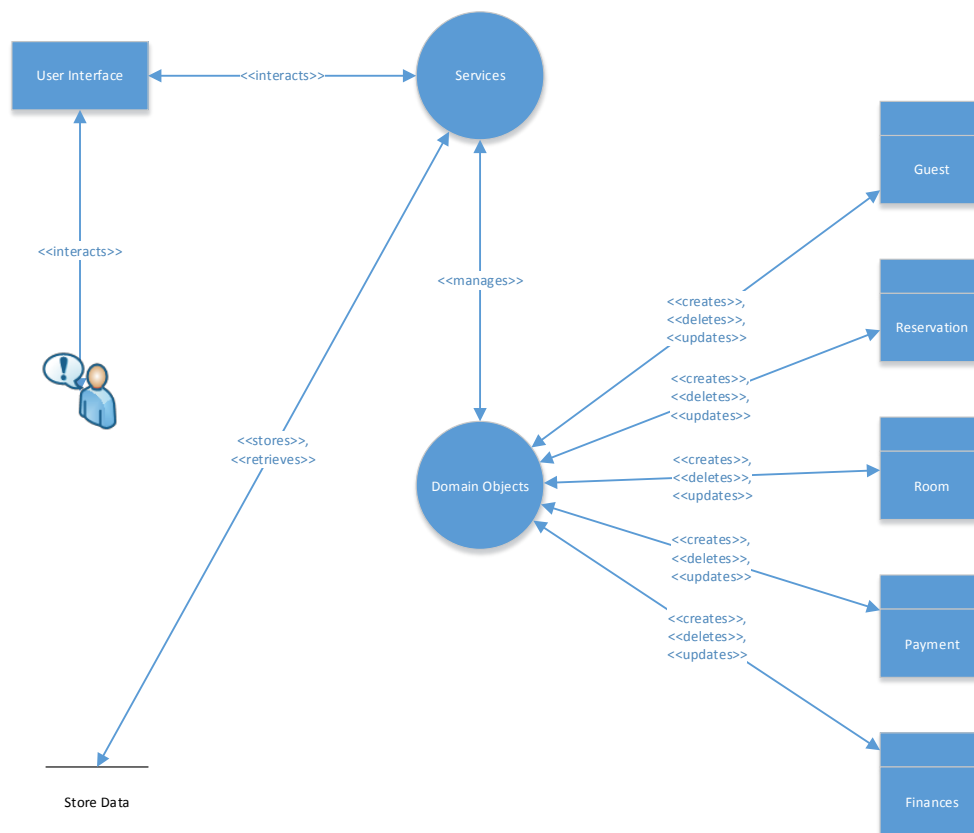 User Interface
<<interacts>>
Services
Guest
<<interacts>>
<<manages>>
<<creates>>,
<<deletes>>,
<<updates>>
Reservation
<<creates>>,
<<deletes>>,
<<updates>>
<<stores>>,
<<retrieves>>
Domain Objects
<<creates>>,
<<deletes>>,
<<updates>>
Room
<<creates>>,
<<deletes>>,
<<updates>>
Payment
<<creates>>,
<<deletes>>,
<<updates>>
Store Data
Finances